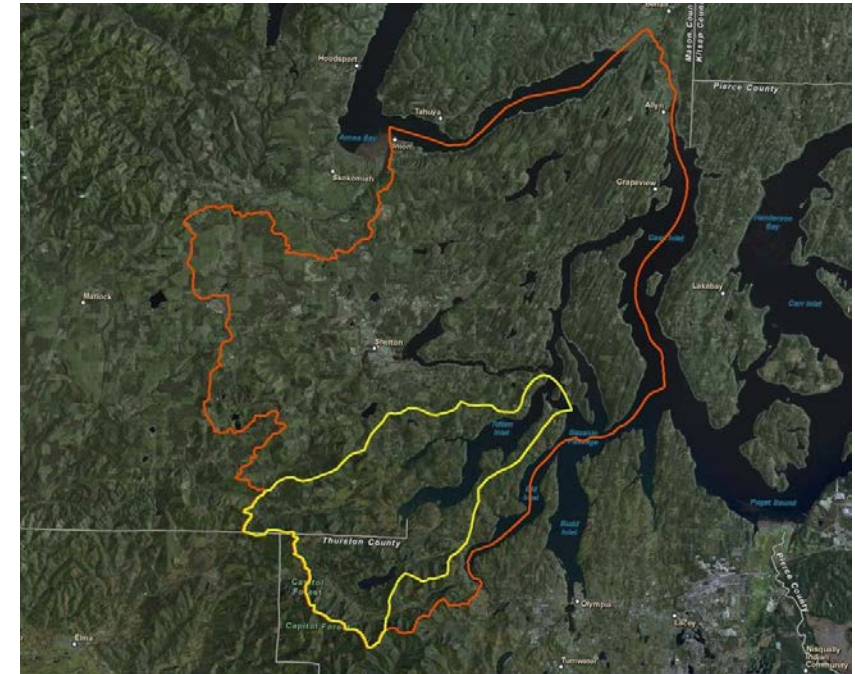 Belfair
Mason County
Kitsap County
Hoodsport
Pierce County
Allyn
Tahuya
Annas Bay
Union
Skokomish
Grapeview
Henderson
Bay
Case Inlet
Lakebay
Matlock
Carr Inlet
Shelton
Totten
Inlet
Passage
Eld
Inlet
Budd
Inlet
Puget Sound
Thurston County
Pierce County
Capitol
Forest
Capitol
Olympia
Lacey
Elma
Tumwater
Nisqually
Indian
Community